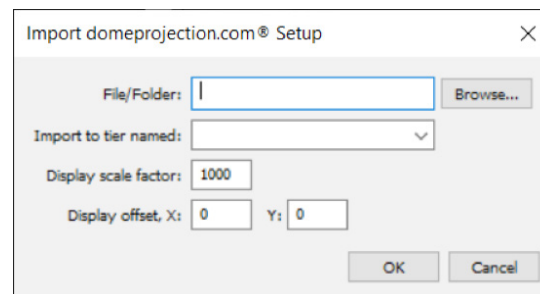 Import domeprojection.com® Setup
File/Folder: Browse...
Import to tier named:
Display scale factor: 1000
Display offset, X: 0 Y: 0
OK Cancel